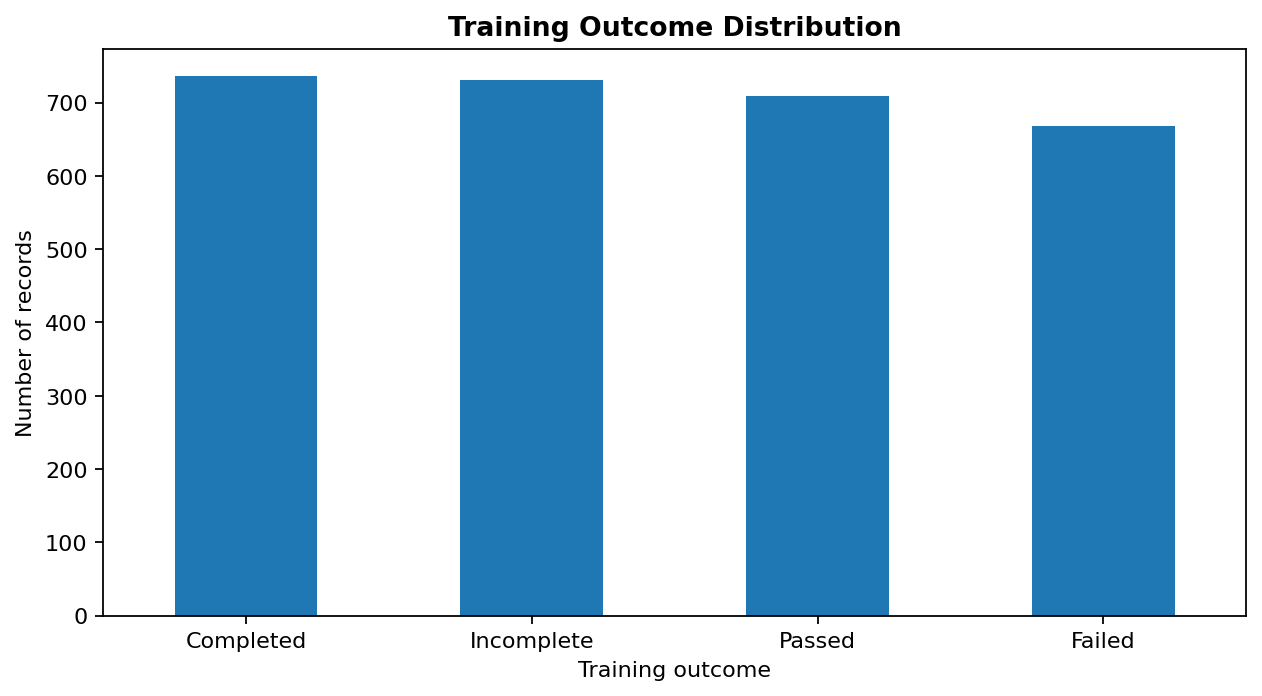 Training Outcome Distribution
Number of records
700
600
500
400
300
200
100
0
Completed Incomplete Passed Failed
Training outcome